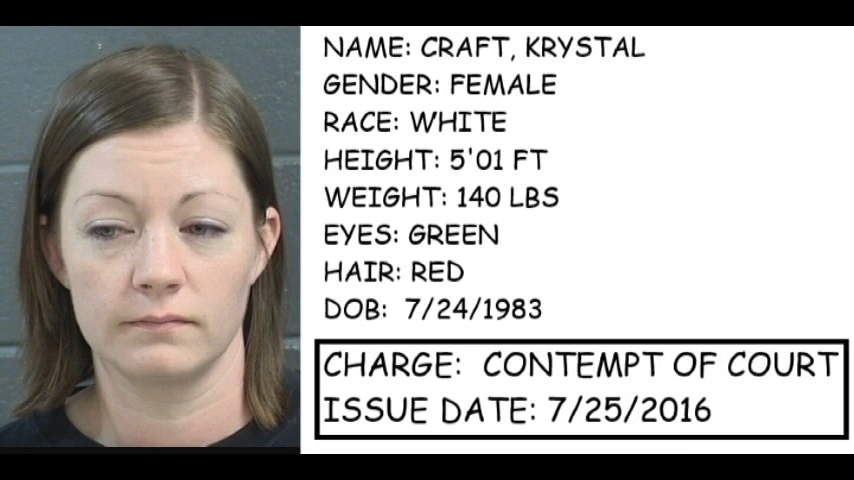 NAME: CRAFT, KRYSTAL
GENDER: FEMALE
RACE: WHITE
HEIGHT: 5'01 FT
WEIGHT: 140 LBS
EYES: GREEN
HAIR: RED
DOB: 7/24/1983
CHARGE: CONTEMPT OF COURT
ISSUE DATE: 7/25/2016